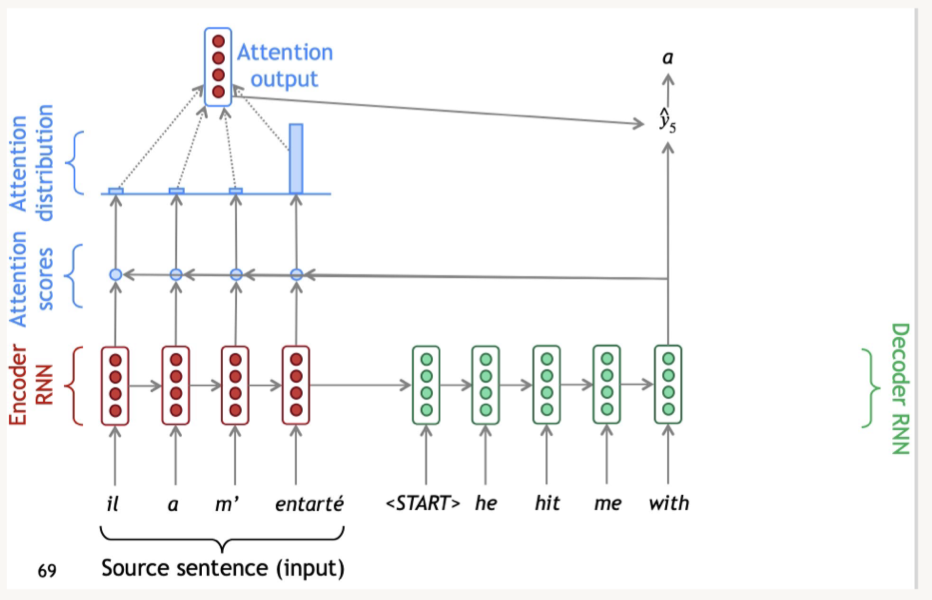 Attention
output
a
ŷ5
Attention
distribution
Attention
scores
Encoder
RNN
Decoder RNN
il a m’ entarté <START> he hit me with
Source sentence (input)
69